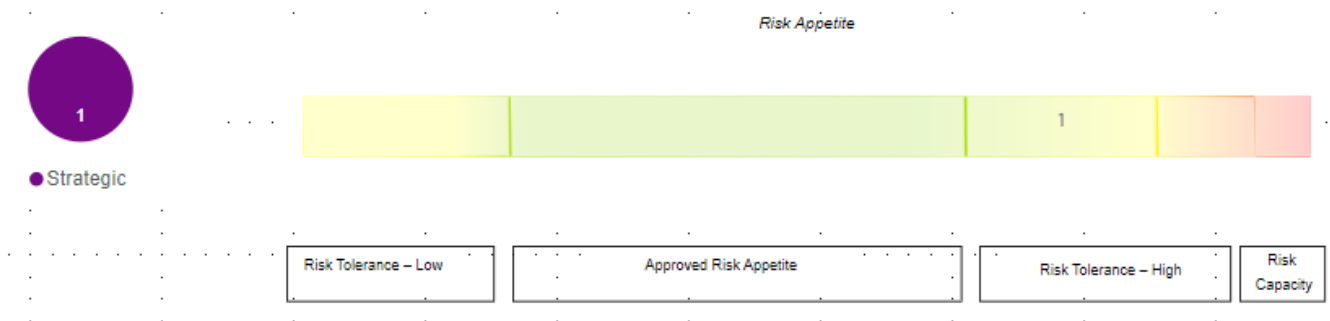 Risk Appetite
1
1
Strategic
Risk Tolerance – Low
Approved Risk Appetite
Risk Tolerance – High
Risk
Capacity